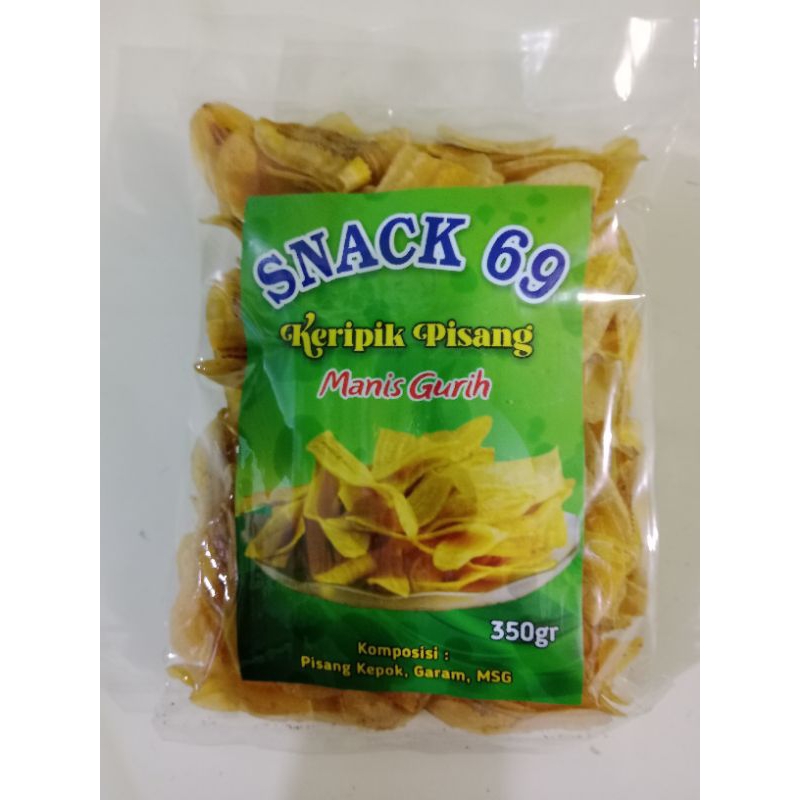 SNACK 69
Keripik Pisang
Manis Gurih
350gr
Komposisi :
Pisang Kepok, Garam, MSG